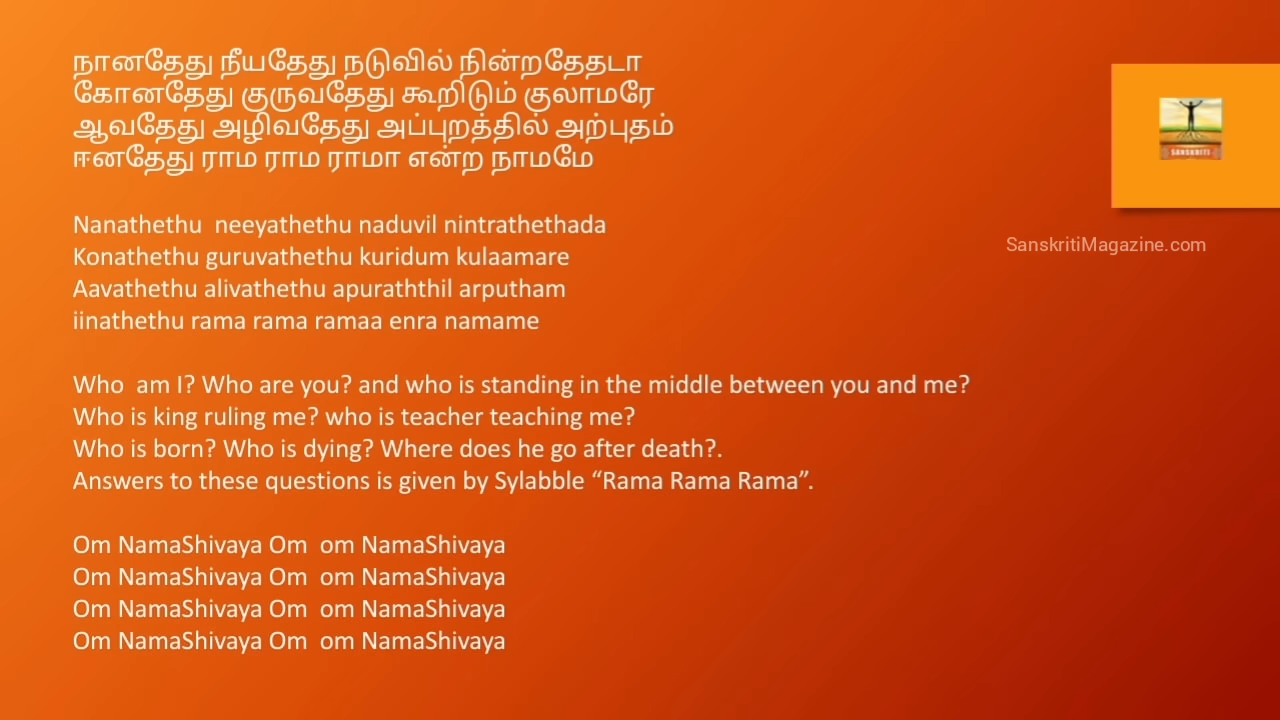 நானதேது நீயதேது நடுவில் நின்றதேதடா
கோனதேது குருவதேது கூறிடும் குலாமரே
ஆவதேது அழிவதேது அப்புறத்தில் அற்புதம்
ஈனதேது ராம ராம ராமா என்ற நாமமே
Nanathethu  neeyathethu naduvil nintrathethada
Konathethu guruvathethu kuridum kulaamare
Aavathethu alivathethu apuraththil arputham
iinathethu rama rama ramaa enra namame
Who  am I? Who are you? and who is standing in the middle between you and me?
Who is king ruling me? who is teacher teaching me?
Who is born? Who is dying? Where does he go after death?.
Answers to these questions is given by Sylabble “Rama Rama Rama”.
Om NamaShivaya Om  om NamaShivaya
Om NamaShivaya Om  om NamaShivaya
Om NamaShivaya Om  om NamaShivaya
Om NamaShivaya Om  om NamaShivaya
SANSKRITI
SanskritiMagazine.com